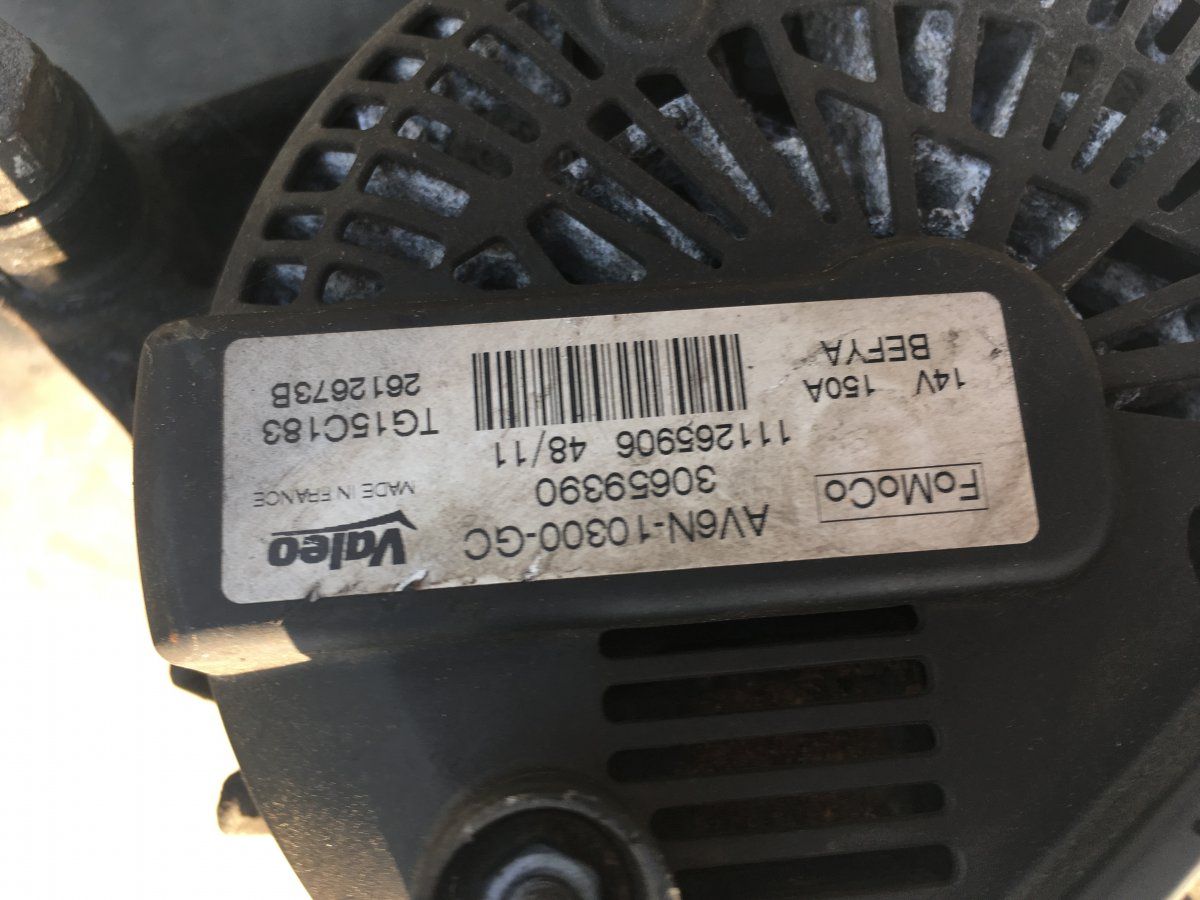 FoMoCo
AV6N-10300-GC
30659390
Valeo
MADE IN FRANCE
111265906 48/11
14V 150A
BEFYA
TG15C183
2612673B